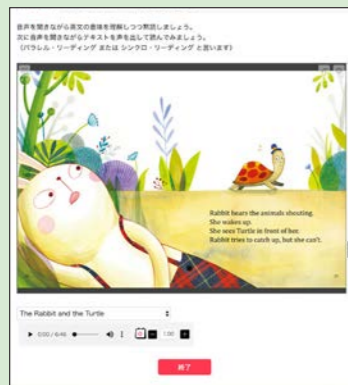 音声を聞きながら英文の意味を理解しつつ黙読しましょう。
次に音声を聞きながらテキストを声を出して読んでみましょう。
（パラレル・リーディング または シンクロ・リーディング と言います）
Rabbit hears the animals shouting.
She wakes up.
She sees Turtle in front of her.
Rabbit tries to catch up, but she can't.
The Rabbit and the Turtle
0:00 / 6:46
1.00
終了